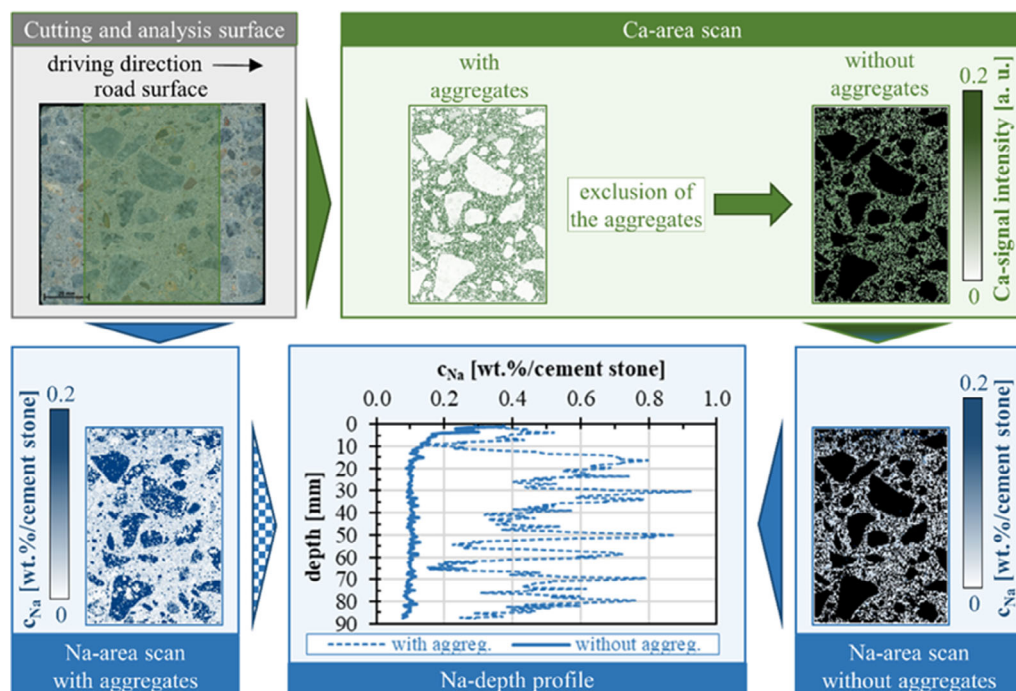 Cutting and analysis surface
driving direction
road surface
Ca-area scan
with
aggregates
exclusion of
the aggregates
without
aggregates
0.2
0
Ca-signal intensity [a. u.]
0.2
0
cNa [wt.%/cement stone]
Na-area scan
with aggregates
cNa [wt.%/cement stone]
0.0 0.2 0.4 0.6 0.8 1.0
0
10
20
30
40
50
60
70
80
90
depth [mm]
with aggreg. without aggreg.
Na-depth profile
0.2
0
cNa [wt.%/cement stone]
Na-area scan
without aggregates